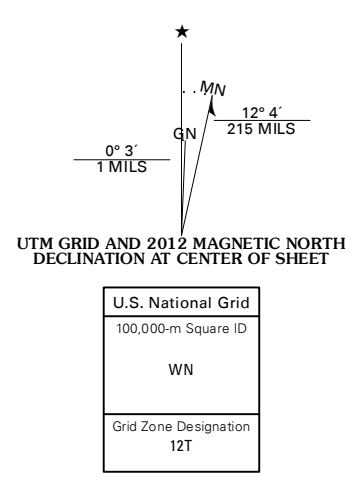 ★
MN
12° 4´
215 MILS
GN
0° 3´
1 MILS
UTM GRID AND 2012 MAGNETIC NORTH
DECLINATION AT CENTER OF SHEET
U.S. National Grid
100,000-m Square ID
WN
Grid Zone Designation
12T